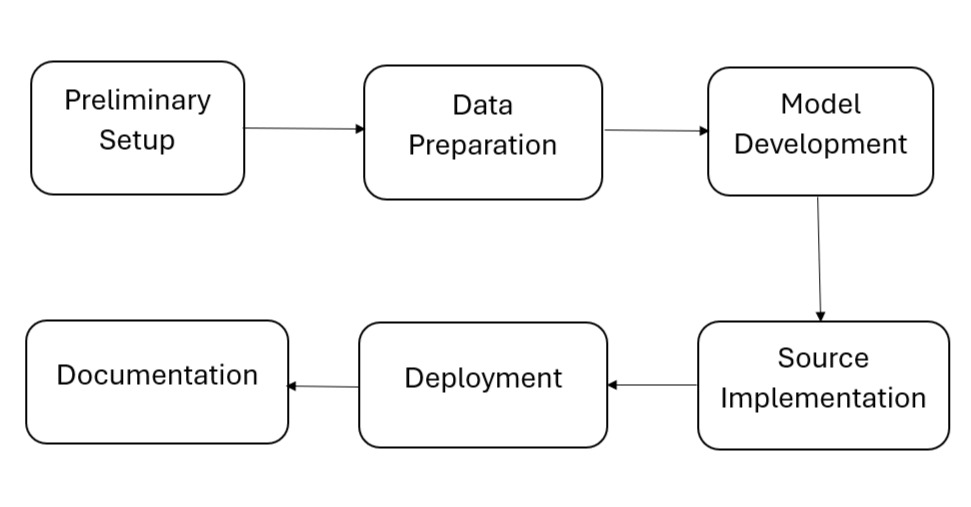 Preliminary
Setup
Data
Preparation
Model
Development
Source
Implementation
Deployment
Documentation